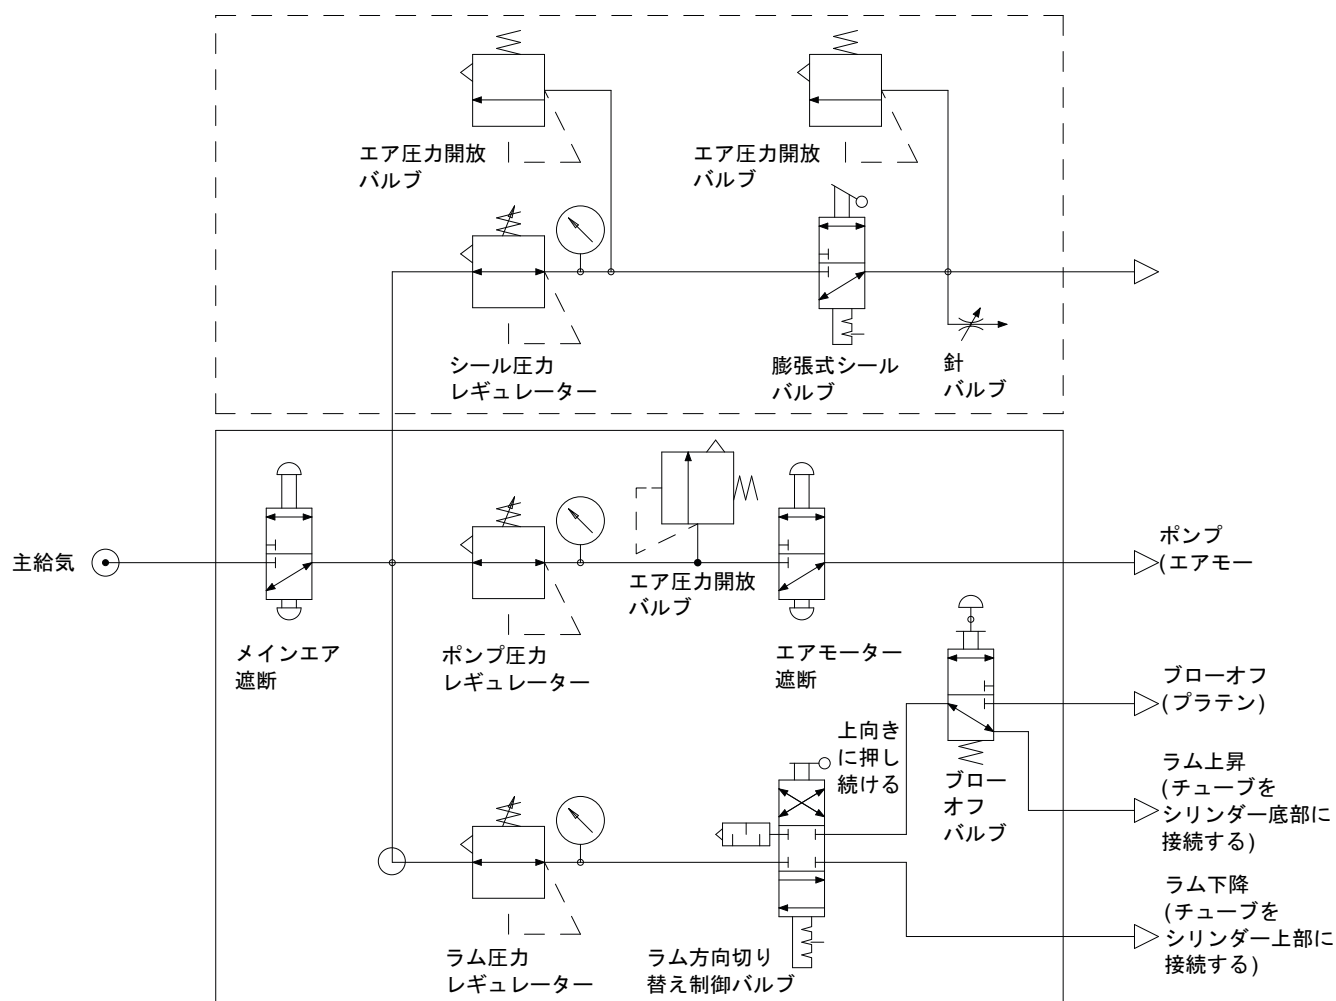 エア圧力開放
バルブ
エア圧力開放
バルブ
シール圧力
レギュレーター
膨張式シール
バルブ
針
バルブ
主給気
メインエア
遮断
ポンプ圧力
レギュレーター
エア圧力開放
バルブ
エアモーター
遮断
ポンプ
(エアモー
ブローオフ
(プラテン)
上向き
に押し
続ける
ブロー
オフ
バルブ
ラム上昇
(チューブを
シリンダー底部に
接続する)
ラム圧力
レギュレーター
ラム方向切り
替え制御バルブ
ラム下降
(チューブを
シリンダー上部に
接続する)